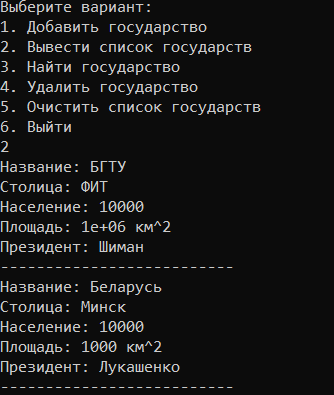 Выберите вариант:
1. Добавить государство
2. Вывести список государств
3. Найти государство
4. Удалить государство
5. Очистить список государств
6. Выйти
2
Название: БГТУ
Столица: ФИТ
Население: 10000
Площадь: 1e+06 км^2
Президент: Шиман
--------------------------
Название: Беларусь
Столица: Минск
Население: 10000
Площадь: 1000 км^2
Президент: Лукашенко
--------------------------